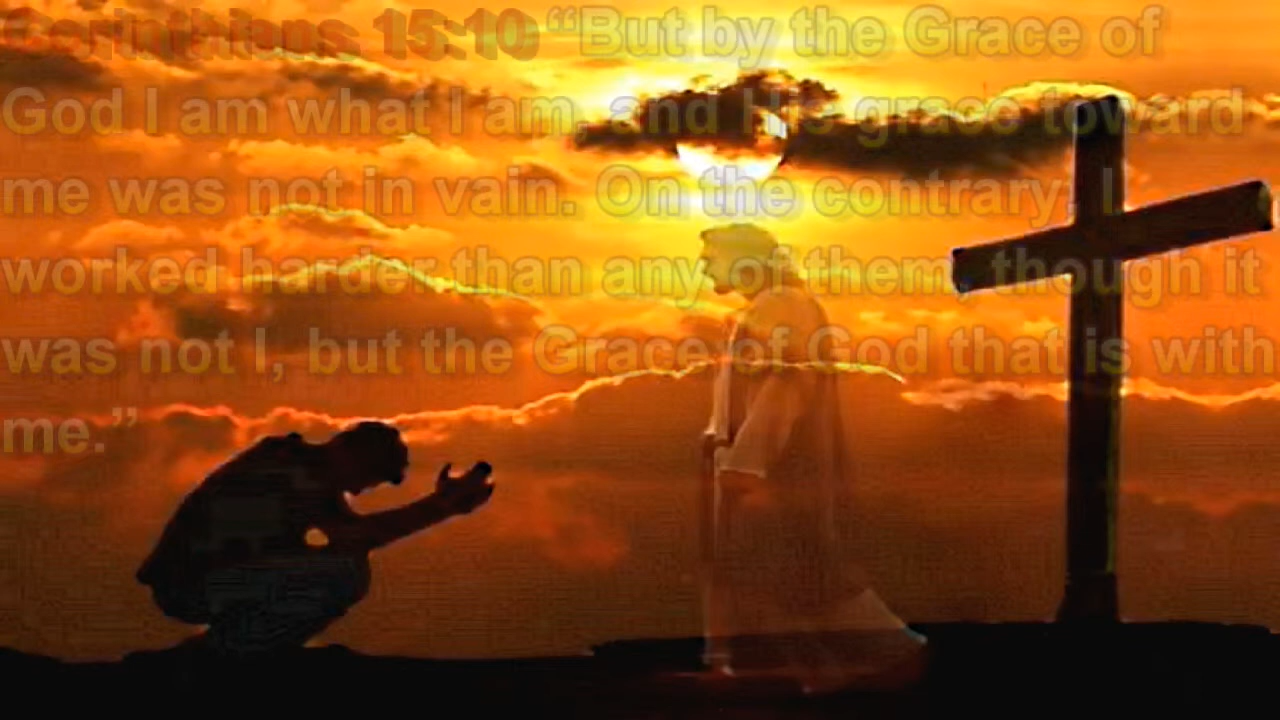 Corinthians 15:10 “But by the Grace of
God I am what I am, and His grace toward
me was not in vain. On the contrary, I
worked harder than any of them, though it
was not I, but the Grace of God that is with
me.”